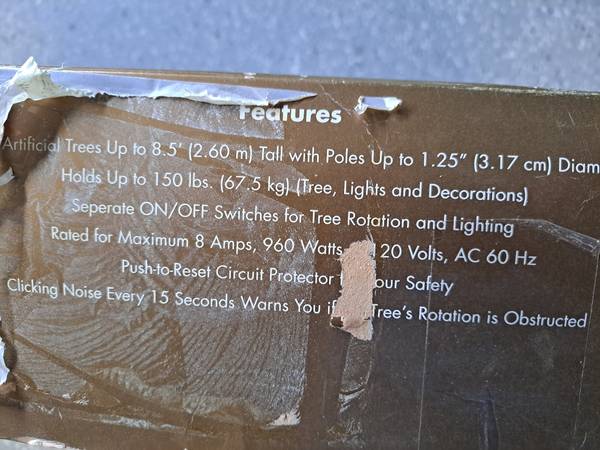 Features
Artificial Trees Up to 8.5' (2.60 m) Tall with Poles Up to 1.25" (3.17 cm) Diam
Holds Up to 150 lbs. (67.5 kg) (Tree, Lights and Decorations)
Seperate ON/OFF Switches for Tree Rotation and Lighting
Rated for Maximum 8 Amps, 960 Watts 20 Volts, AC 60 Hz
Push-to-Reset Circuit Protector our Safety
Clicking Noise Every 15 Seconds Warns You if Tree's Rotation is Obstructed